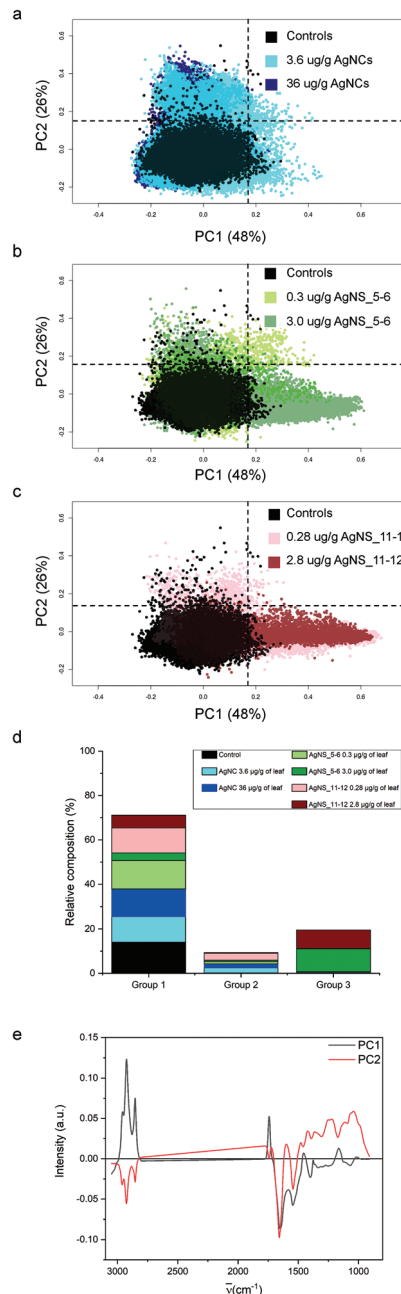 a
Controls
3.6 ug/g AgNCs
36 ug/g AgNCs
PC2 (26%)
0.6
0.4
0.2
0.0
-0.2
-0.4 -0.2 0.0 0.2 0.4 0.6
PC1 (48%)
b
Controls
0.3 ug/g AgNS_5-6
3.0 ug/g AgNS_5-6
PC2 (26%)
0.6
0.4
0.2
0.0
-0.2
-0.4 -0.2 0.0 0.2 0.4 0.6
PC1 (48%)
c
Controls
0.28 ug/g AgNS_11-1
2.8 ug/g AgNS_11-12
PC2 (26%)
0.6
0.4
0.2
0.0
-0.2
-0.4 -0.2 0.0 0.2 0.4 0.6
PC1 (48%)
d
Control
AgNC 3.6 µg/g of leaf
AgNC 36 µg/g of leaf
AgNS_5-6 0.3 µg/g of leaf
AgNS_5-6 3.0 µg/g of leaf
AgNS_11-12 0.28 µg/g of leaf
AgNS_11-12 2.8 µg/g of leaf
Relative composition (%)
100
80
60
40
20
0
Group 1 Group 2 Group 3
e
PC1
PC2
Intensity (a.u.)
0.15
0.10
0.05
0.00
-0.05
-0.10
3000 2500 2000 1500 1000
ν̅(cm⁻¹)